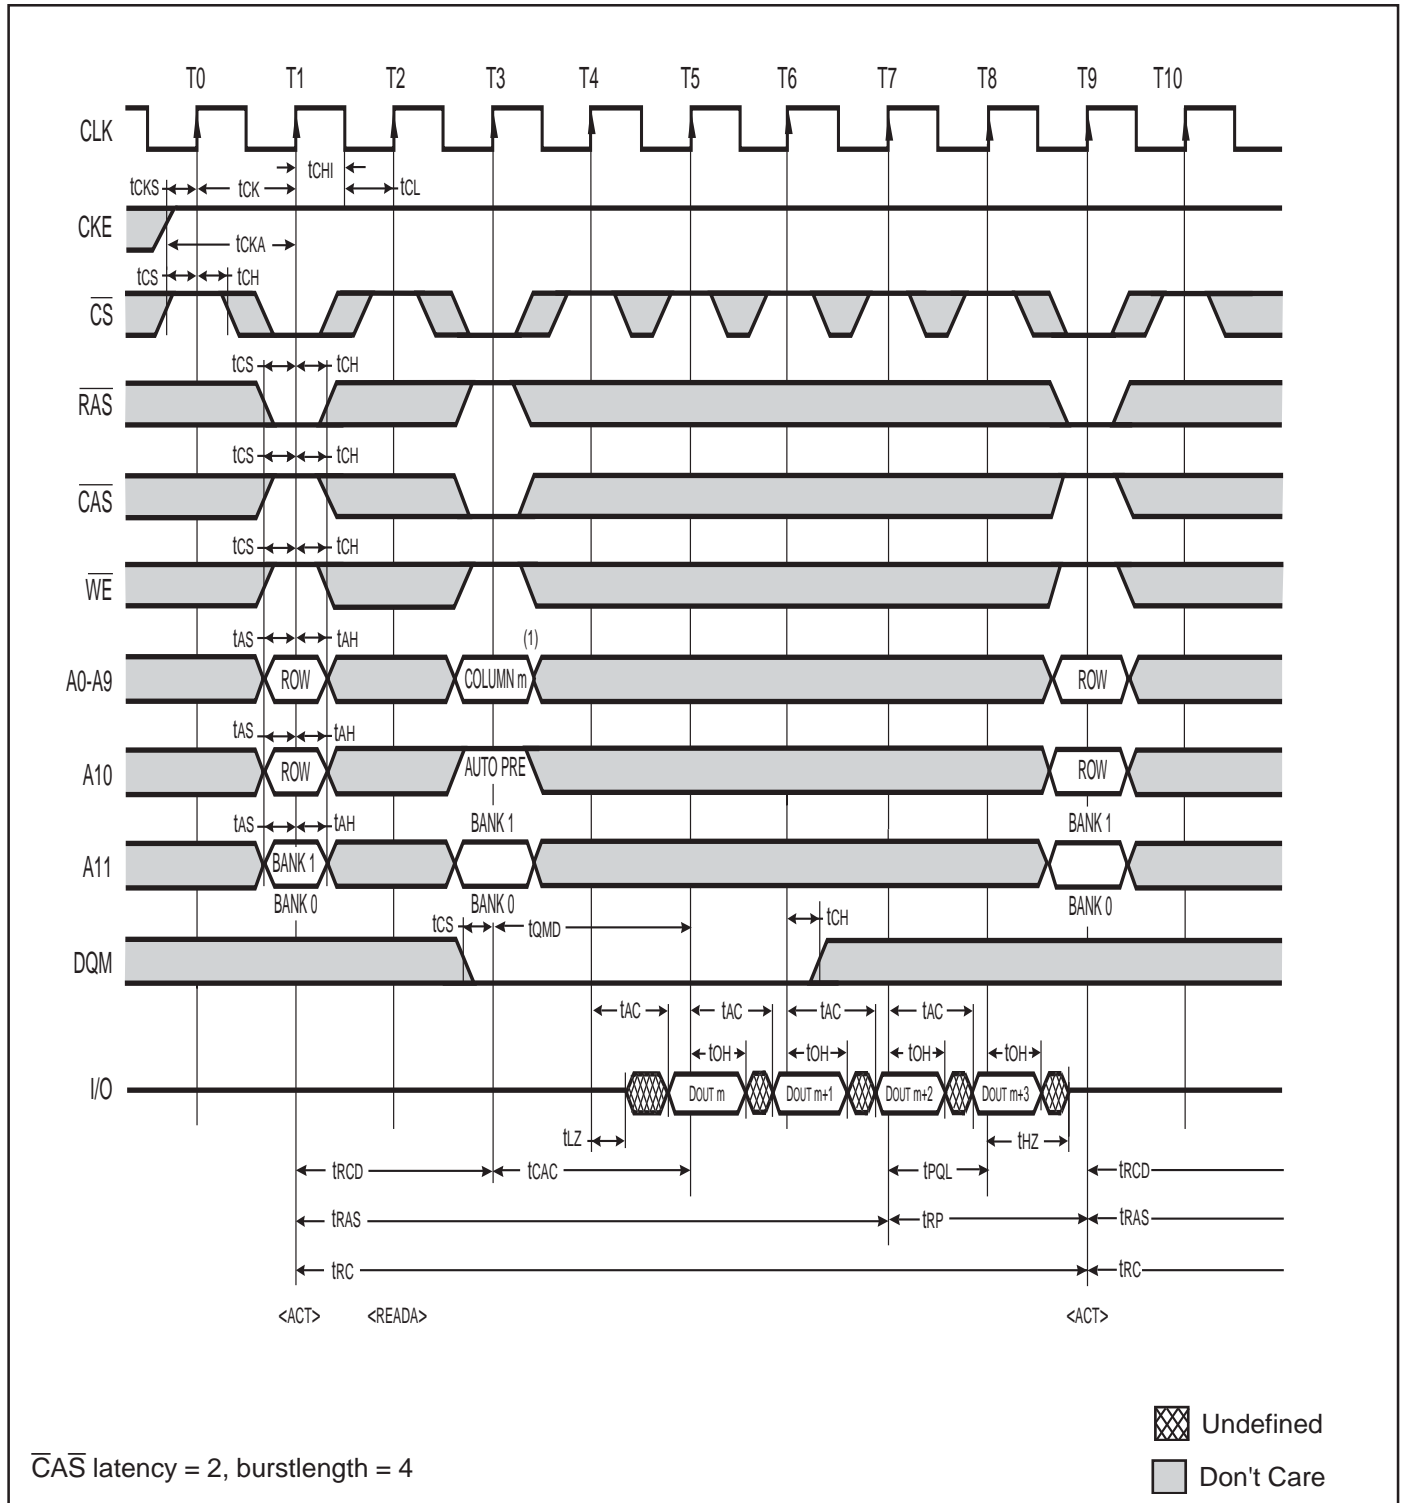 T0 T1 T2 T3 T4 T5 T6 T7 T8 T9 T10
CLK
tCHI
tCKS tCK tCL
CKE
tCKA
tCS tCH
CS
tCS tCH
RAS
tCS tCH
CAS
tCS tCH
WE
tAS tAH (1)
A0-A9 ROW COLUMN m ROW
tAS tAH
A10 ROW AUTO PRE ROW
tAS tAH BANK 1 BANK 1
A11 BANK 1
BANK 0 BANK 0 BANK 0
tCS tQMD tCH
DQM
tAC tAC tAC tAC
tOH tOH tOH tOH
I/O DOUT m DOUT m+1 DOUT m+2 DOUT m+3
tLZ tHZ
tRCD tCAC tPQL tRCD
tRAS tRP tRAS
tRC tRC
<ACT> <READA> <ACT>
Undefined
CAS latency = 2, burstlength = 4
Don't Care